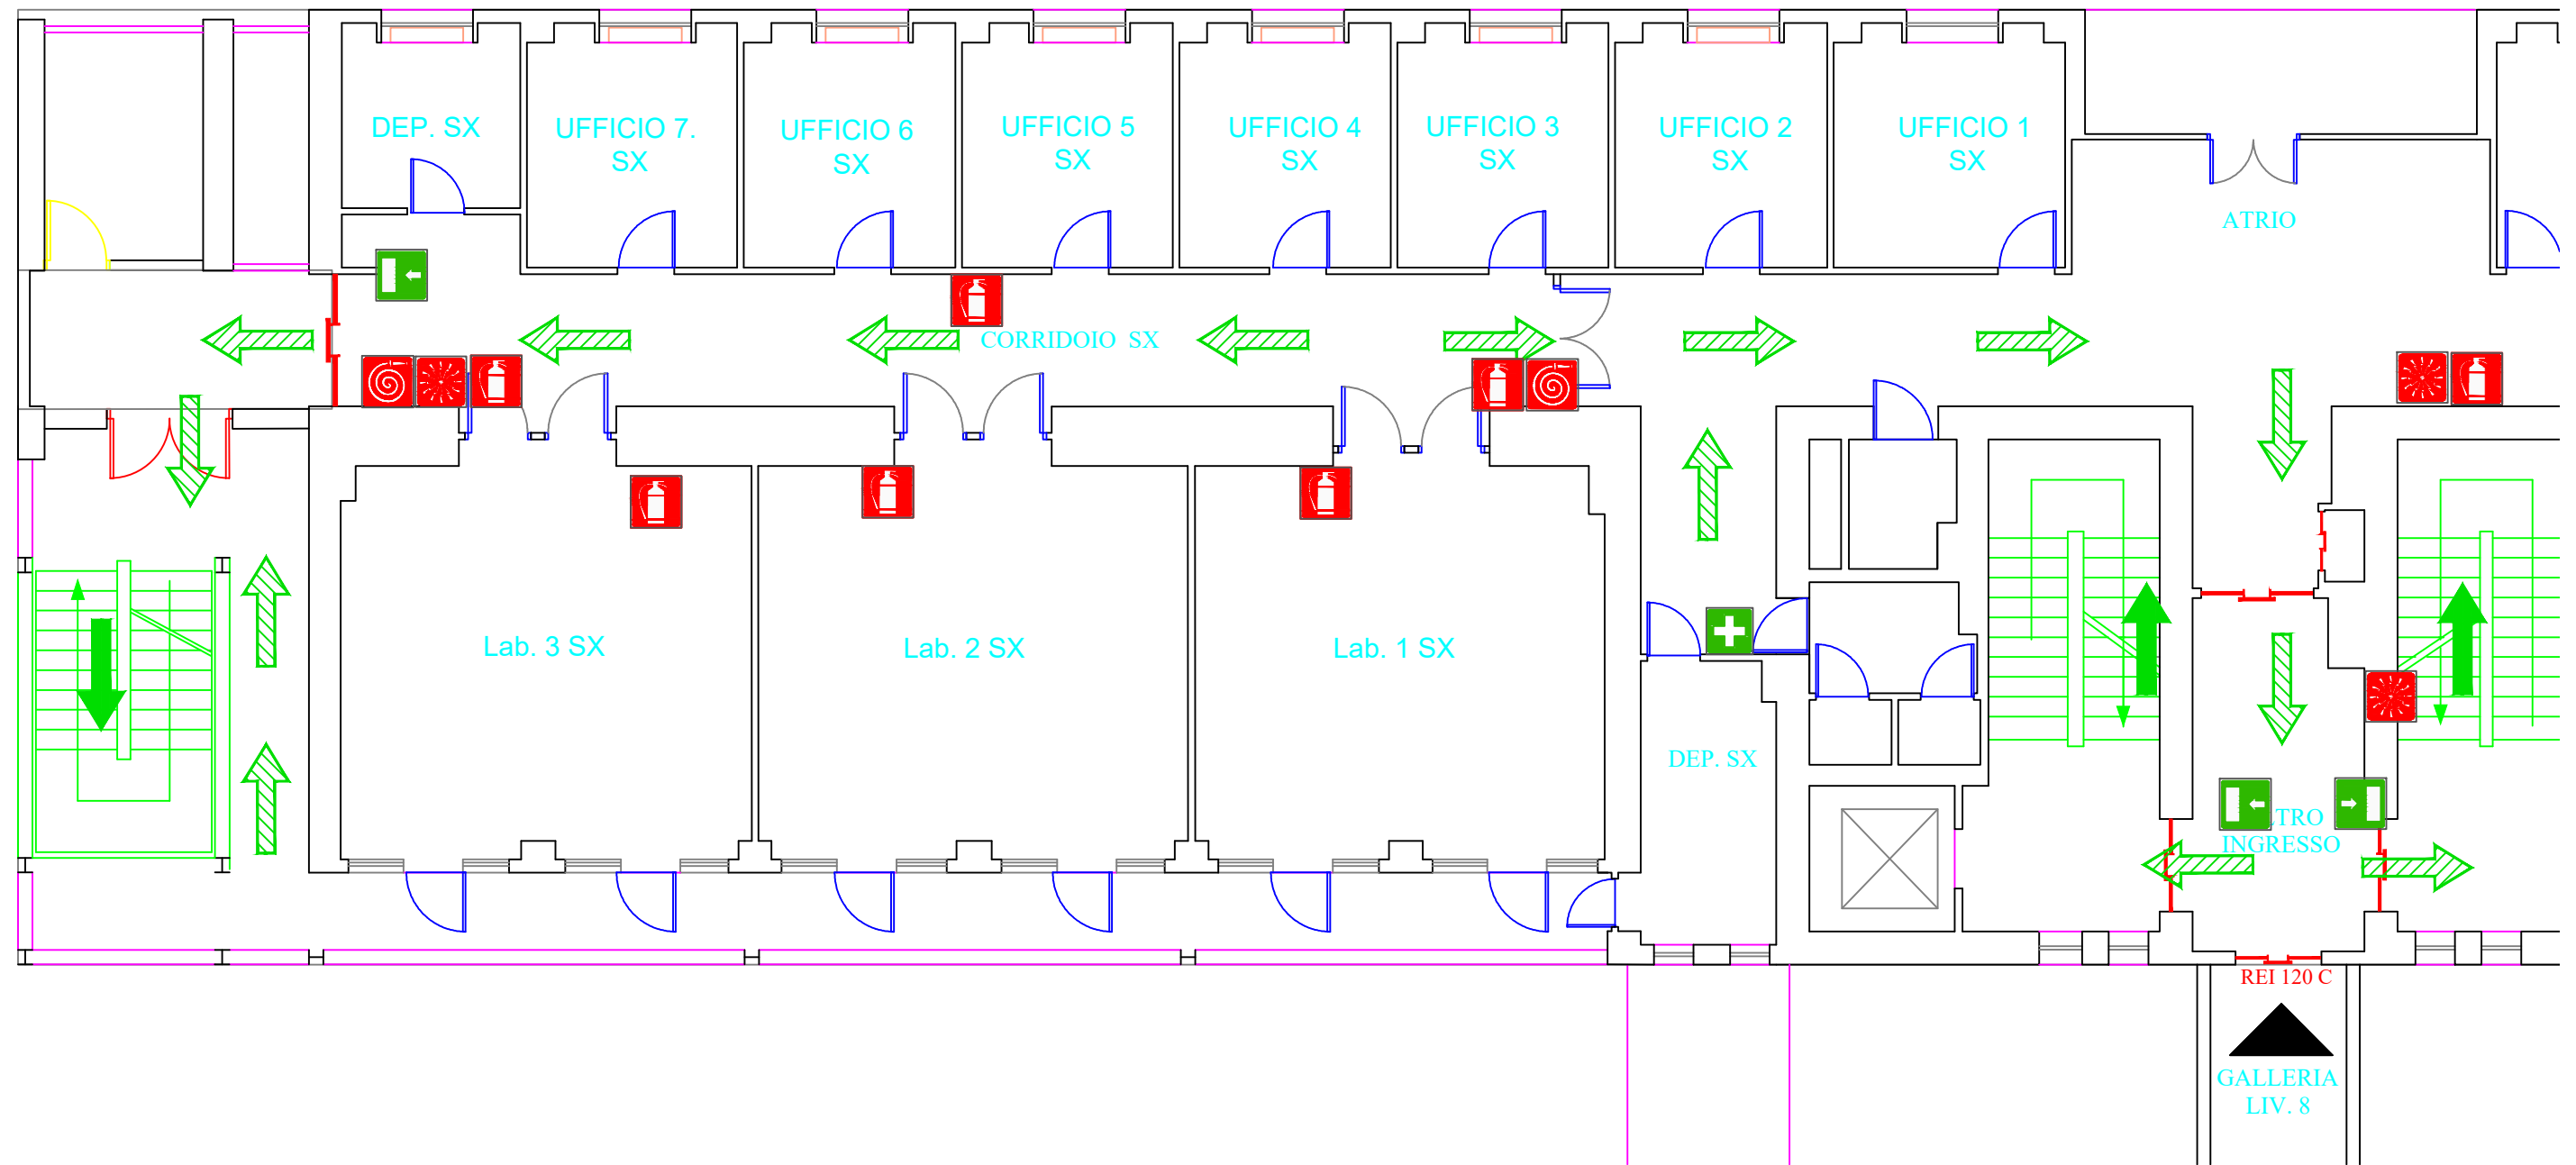 DEP. SX
UFFICIO 7.
SX
UFFICIO 6
SX
UFFICIO 5
SX
UFFICIO 4
SX
UFFICIO 3
SX
UFFICIO 2
SX
UFFICIO 1
SX
ATRIO
CORRIDOIO SX
Lab. 3 SX
Lab. 2 SX
Lab. 1 SX
DEP. SX
INGRESSO
REI 120 C
GALLERIA
LIV. 8